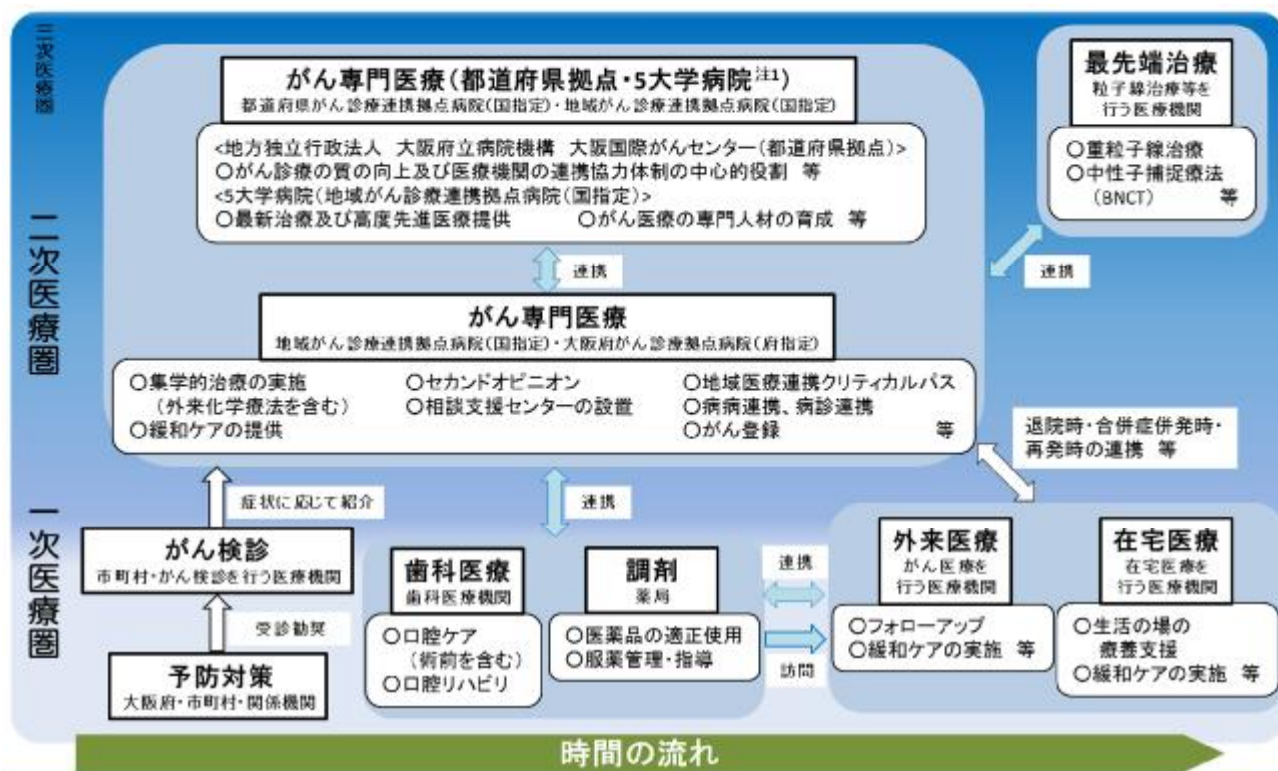 三次医療圏
がん専門医療(都道府県拠点・5大学病院注1)
都道府県がん診療連携拠点病院(国指定)・地域がん診療連携拠点病院(国指定)
<地方独立行政法人 大阪府立病院機構 大阪国際がんセンター(都道府県拠点)>
○がん診療の質の向上及び医療機関の連携協力体制の中心的役割 等
<5大学病院(地域がん診療連携拠点病院(国指定)>
○最新治療及び高度先進医療提供 ○がん医療の専門人材の育成 等
最先端治療
粒子線治療等を
行う医療機関
○重粒子線治療
○中性子捕捉療法
(BNCT) 等
連携
連携
二次医療圏
がん専門医療
地域がん診療連携拠点病院(国指定)・大阪府がん診療拠点病院(府指定)
○集学的治療の実施
(外来化学療法を含む)
○緩和ケアの提供
○セカンドオピニオン
○相談支援センターの設置
○地域医療連携クリティカルパス
○病病連携、病診連携
○がん登録 等
退院時・合併症併発時・
再発時の連携 等
症状に応じて紹介
連携
一次医療圏
がん検診
市町村・がん検診を行う医療機関
受診勧奨
予防対策
大阪府・市町村・関係機関
歯科医療
歯科医療機関
○口腔ケア
(術前を含む)
○口腔リハビリ
調剤
薬局
○医薬品の適正使用
○服薬管理・指導
連携
訪問
外来医療
がん医療を
行う医療機関
○フォローアップ
○緩和ケアの実施 等
在宅医療
在宅医療を
行う医療機関
○生活の場の
療養支援
○緩和ケアの実施 等
時間の流れ